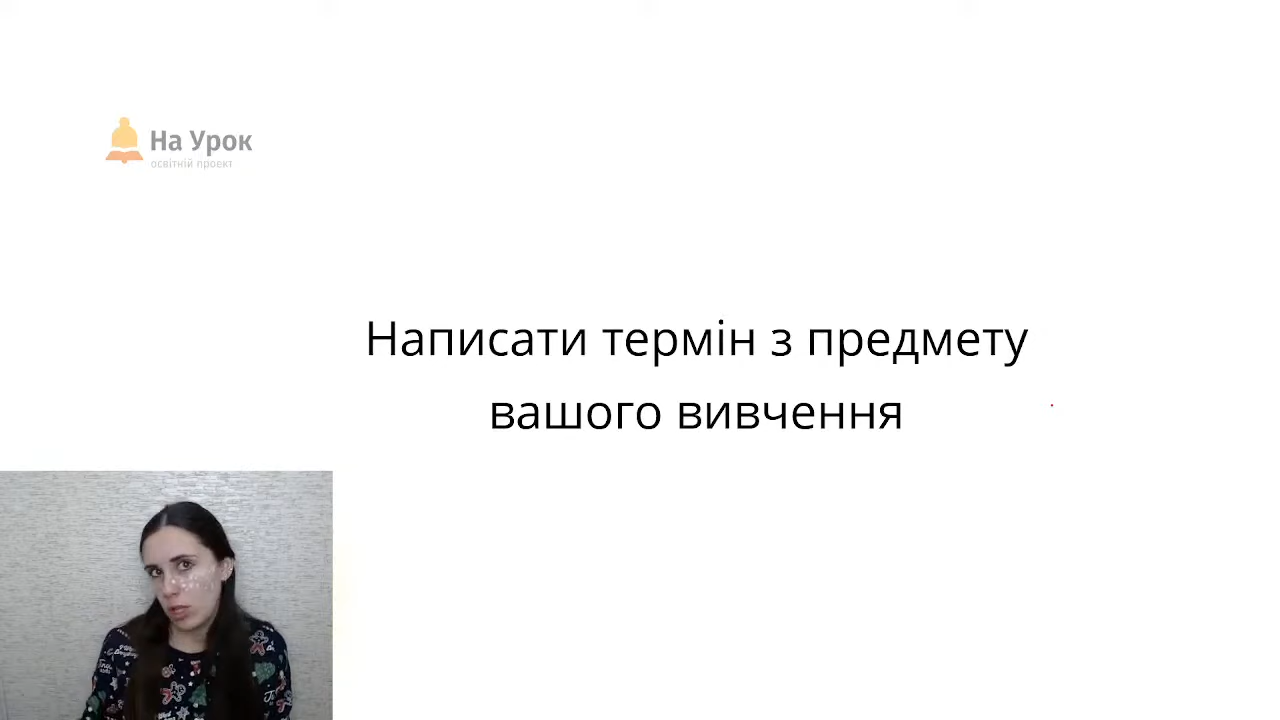 На Урок
освітній проект
Написати термін з предмету
вашого вивчення